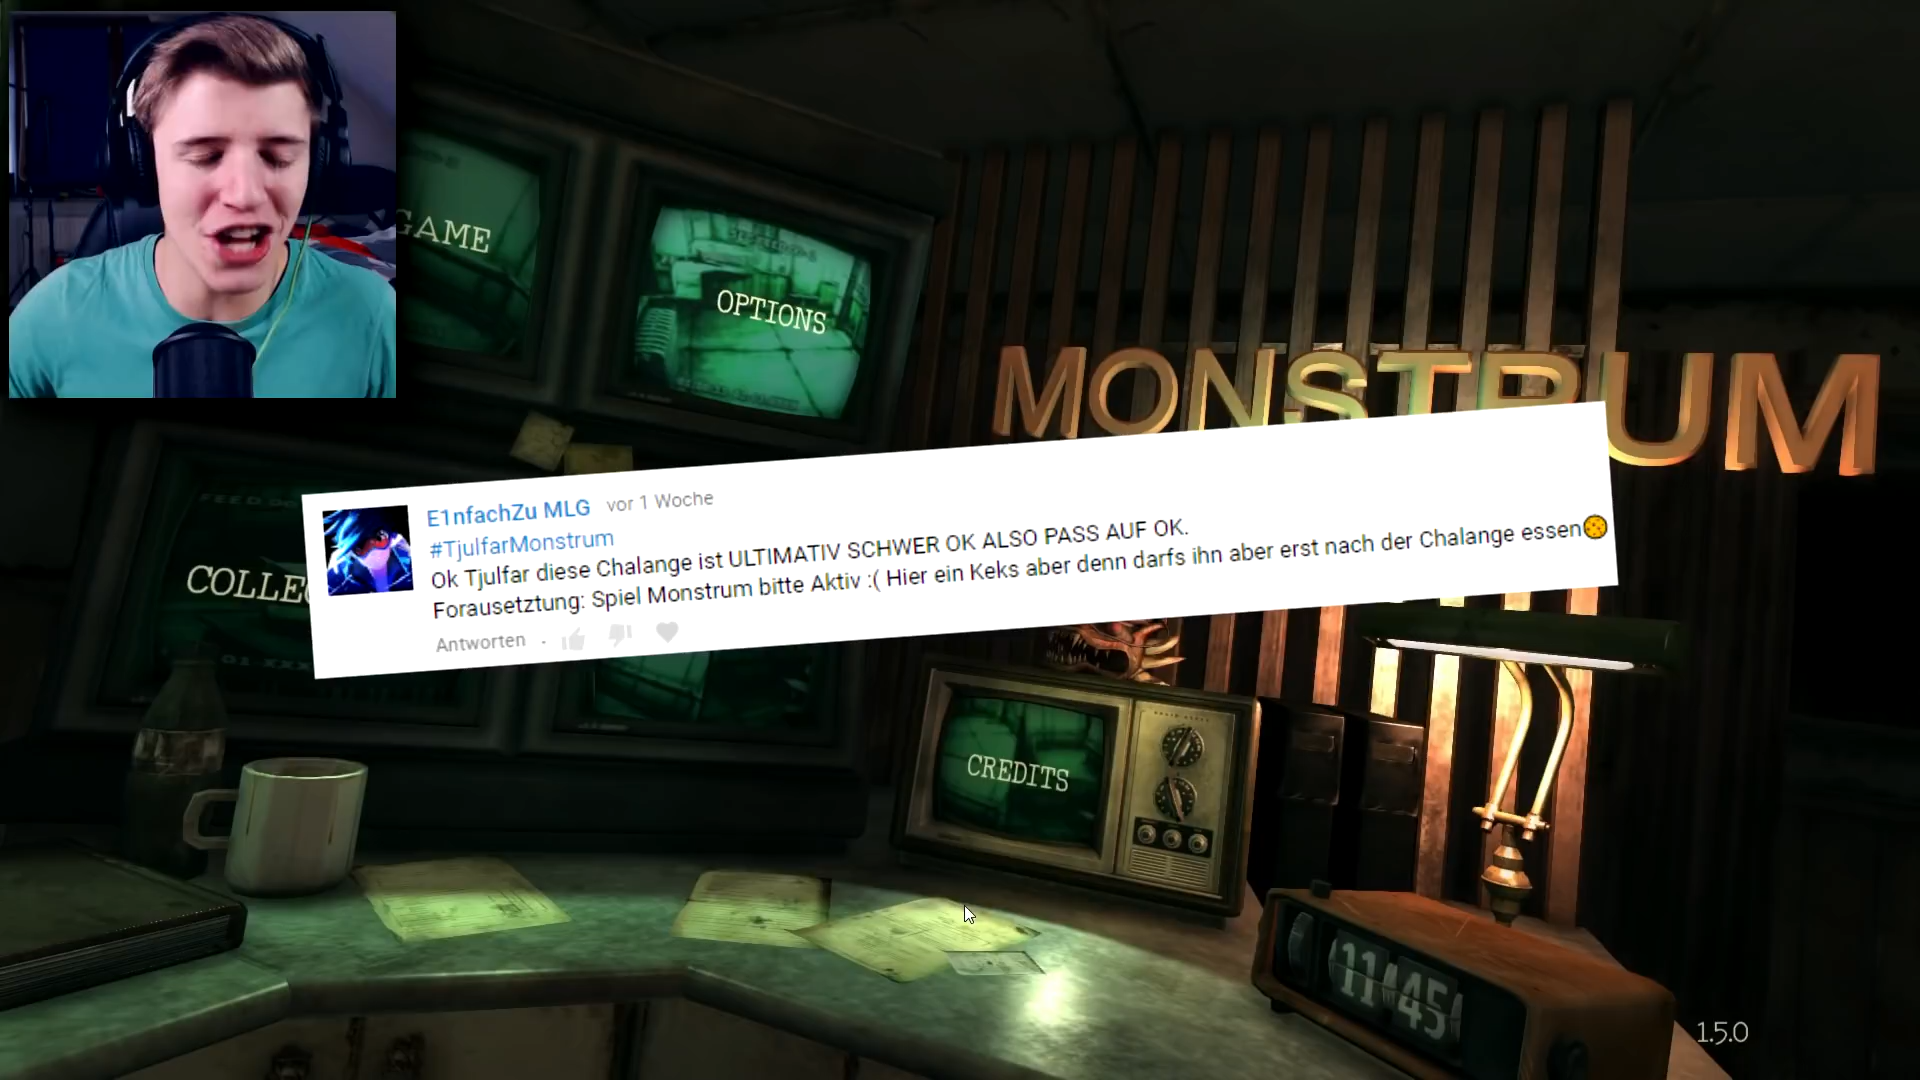 GAME
OPTIONS
MONSTRUM
E1nfachZu MLG vor 1 Woche
#TjulfarMonstrum
Ok Tjulfar diese Chalange ist ULTIMATIV SCHWER OK ALSO PASS AUF OK.
Forausetztung: Spiel Monstrum bitte Aktiv :( Hier ein Keks aber denn darfs ihn aber erst nach der Chalange essen
Antworten
COLLE
CREDITS
11 45
1.5.0